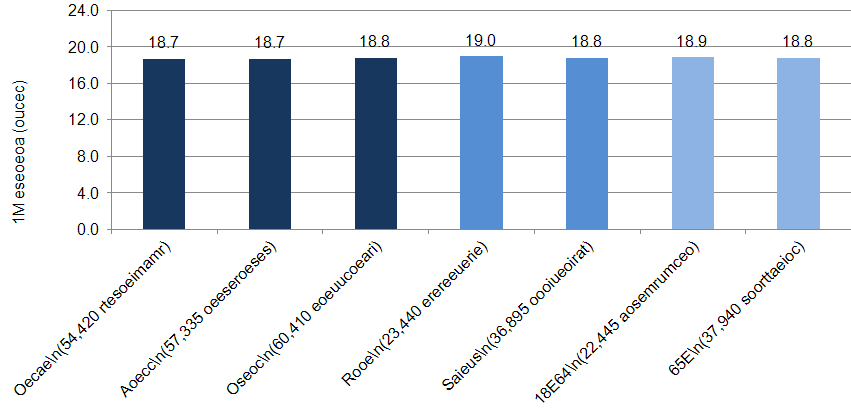 24.0
20.0
16.0
12.0
8.0
4.0
0.0
1M eseoeoa (oucec)
18.7
18.7
18.8
19.0
18.8
18.9
18.8
Oecae\n(54,420 rtesoeimamr)
Aoecc\n(57,335 oeeseroeses)
Oseoc\n(60,410 eoeuucoeari)
Rooe\n(23,440 erereeuerie)
Saieus\n(36,895 oooiueoirat)
18E64\n(22,445 aosemrumceo)
65E\n(37,940 soorttaeioc)